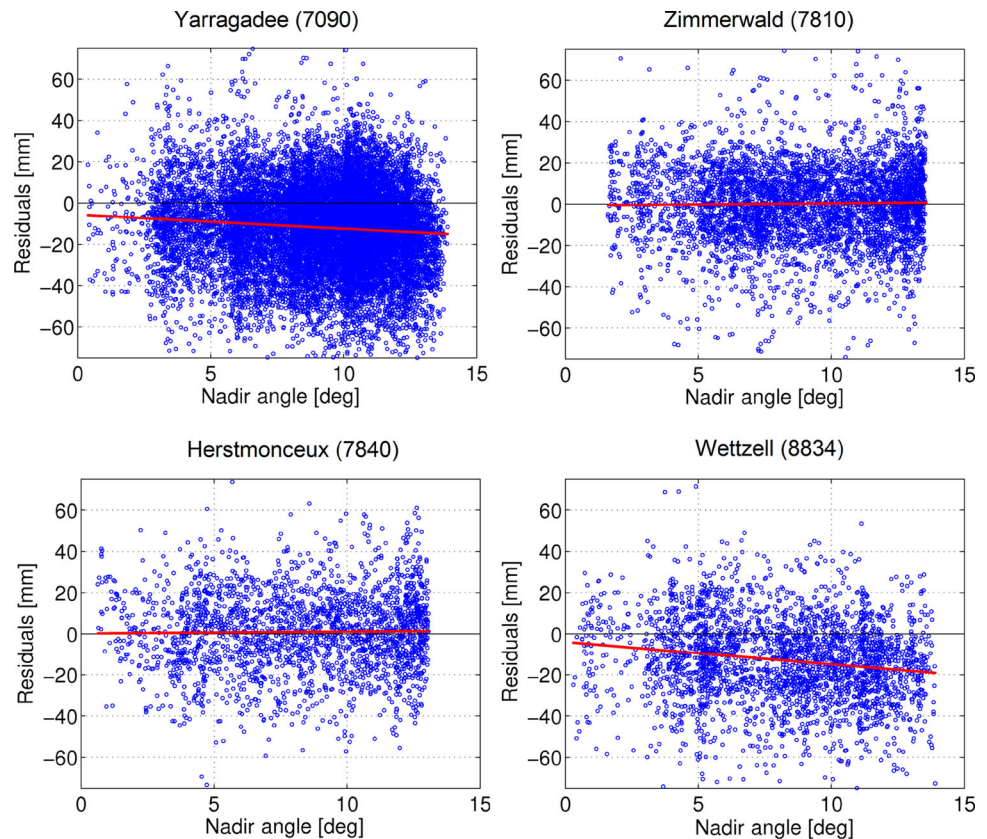 Yarragadee (7090)
Residuals [mm]
60
40
20
0
−20
−40
−60
0 5 10 15
Nadir angle [deg]
Zimmerwald (7810)
Residuals [mm]
60
40
20
0
−20
−40
−60
0 5 10 15
Nadir angle [deg]
Herstmonceux (7840)
Residuals [mm]
60
40
20
0
−20
−40
−60
0 5 10 15
Nadir angle [deg]
Wettzell (8834)
Residuals [mm]
60
40
20
0
−20
−40
−60
0 5 10 15
Nadir angle [deg]